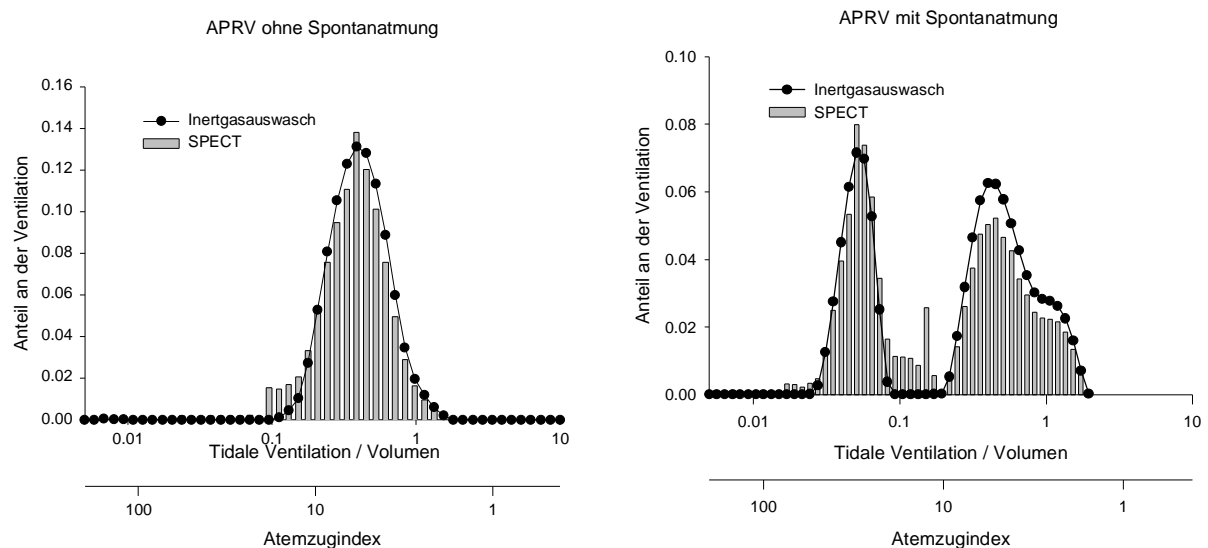 APRV ohne Spontanatmung
0.16
0.14
0.12
0.10
0.08
0.06
0.04
0.02
0.00
Anteil an der Ventilation
Inertgasauswasch
SPECT
0.01
0.1
1
10
Tidale Ventilation / Volumen
100
10
1
Atemzugindex
APRV mit Spontanatmung
0.10
0.08
0.06
0.04
0.02
0.00
Anteil an der Ventilation
Inertgasauswasch
SPECT
0.01
0.1
1
10
Tidale Ventilation / Volumen
100
10
1
Atemzugindex